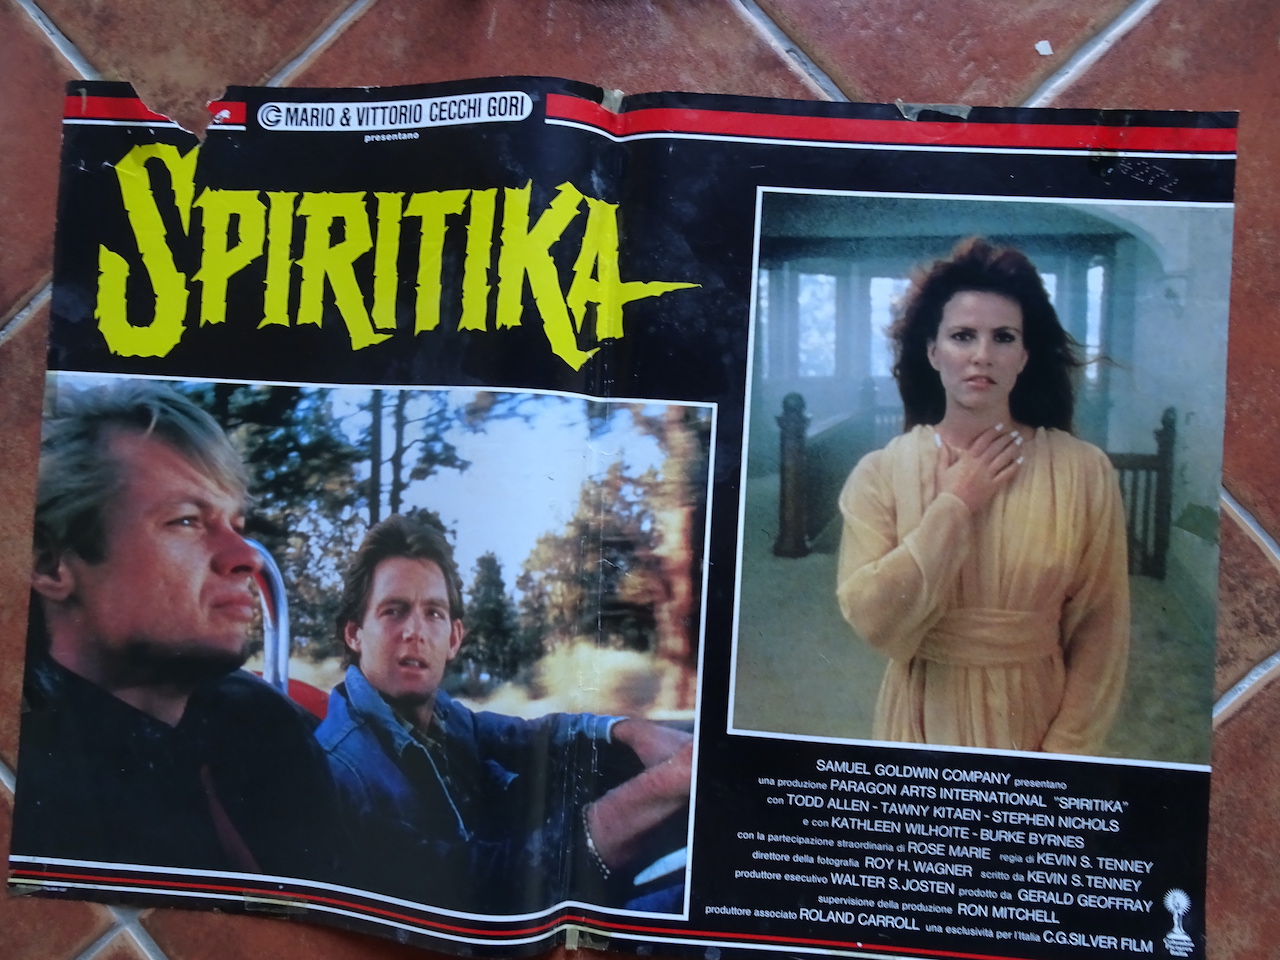 MARIO & VITTORIO CECCHI GORI
presentano
SPIRITIKA
SAMUEL GOLDWIN COMPANY presentano
una produzione PARAGON ARTS INTERNATIONAL "SPIRITIKA"
con TODD ALLEN - TAWNY KITAEN - STEPHEN NICHOLS
e con KATHLEEN WILHOITE - BURKE BYRNES
con la partecipazione straordinaria di ROSE MARIE regia di KEVIN S. TENNEY
direttore della fotografia ROY H. WAGNER scritto da KEVIN S. TENNEY
produttore esecutivo WALTER S. JOSTEN prodotto da GERALD GEOFFRAY
supervisione della produzione RON MITCHELL
produttore associato ROLAND CARROLL una esclusività per l'Italia C.G.SILVER FILM